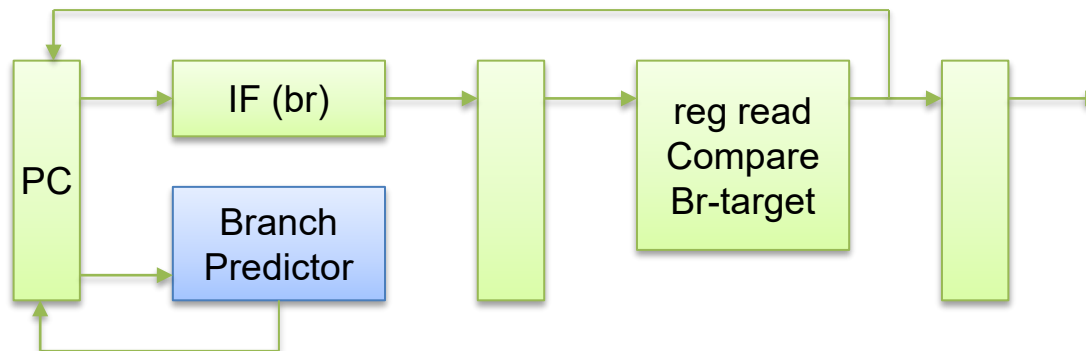 PC
IF (br)
Branch
Predictor
reg read
Compare
Br-target